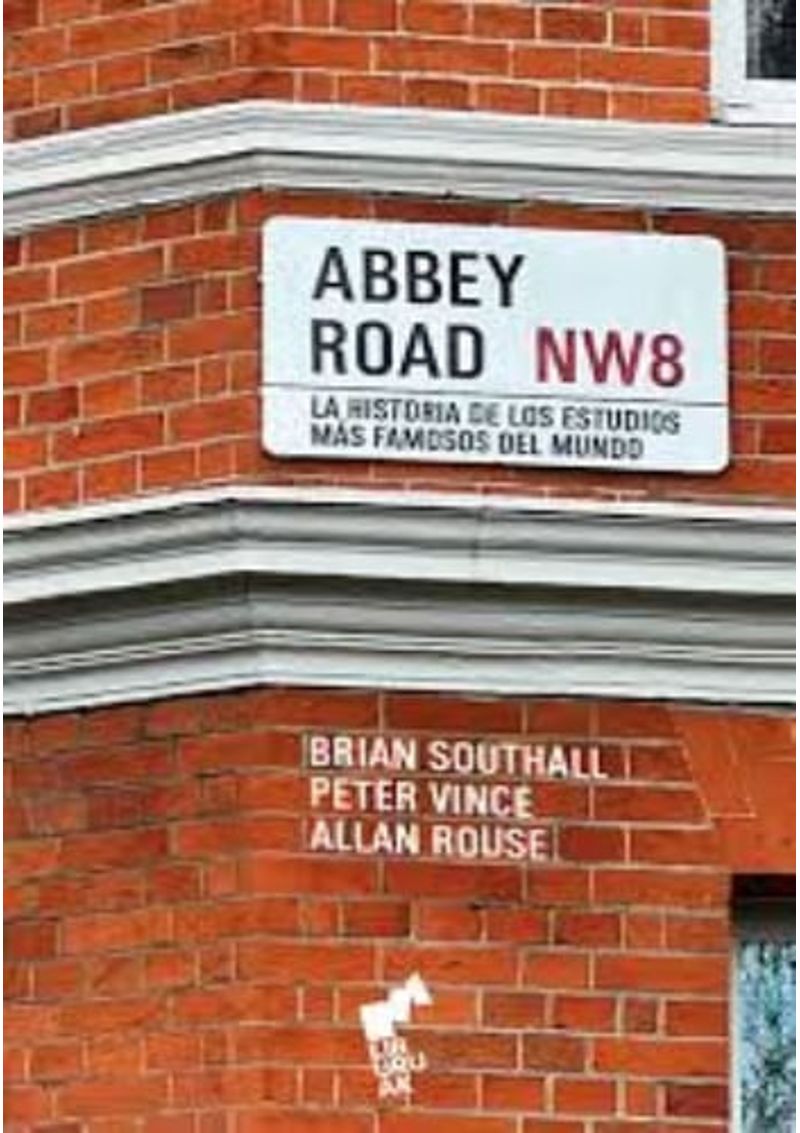 ABBEY
ROAD NW8
LA HISTORIA DE LOS ESTUDIOS
MÁS FAMOSOS DEL MUNDO
BRIAN SOUTHALL
PETER VINCE
ALLAN ROUSE